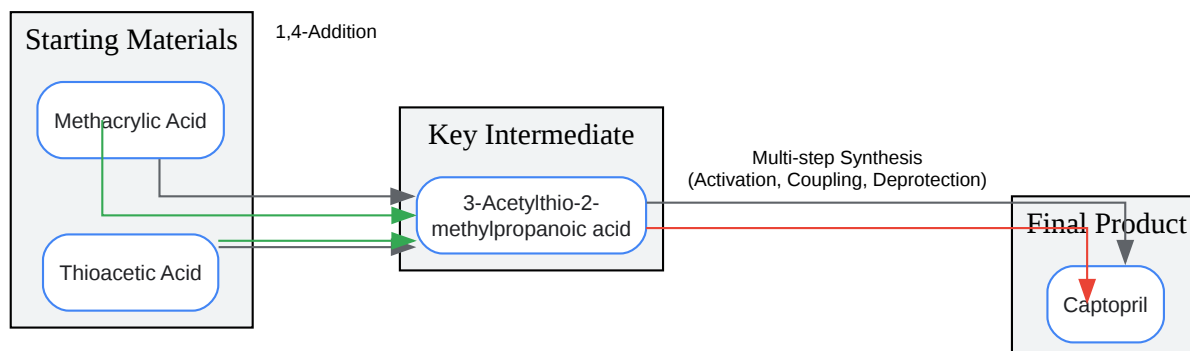 Starting Materials
1,4-Addition
Methacrylic Acid
Thioacetic Acid
Key Intermediate
3-Acetylthio-2-
methylpropanoic acid
Multi-step Synthesis
(Activation, Coupling, Deprotection)
Final Product
Captopril